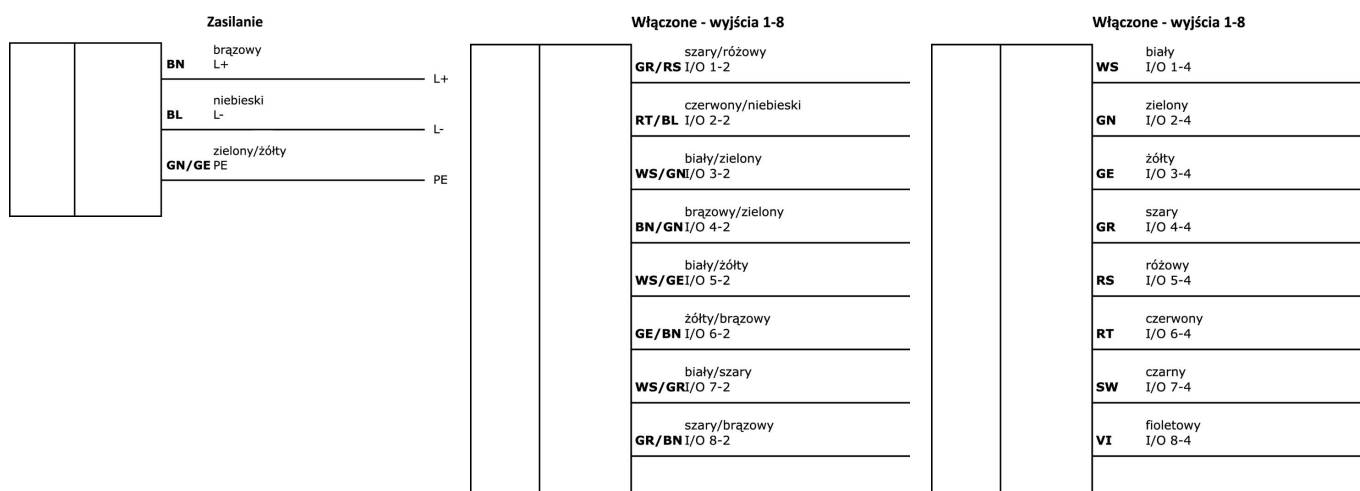 Zasilanie
brązowy
BN L+
L+
niebieski
BL L-
L-
zielony/żółty
GN/GE PE
PE
Włączone - wyjścia 1-8
szary/różowy
GR/RS I/O 1-2
czerwony/niebieski
RT/BL I/O 2-2
biały/zielony
WS/GN I/O 3-2
brązowy/zielony
BN/GN I/O 4-2
biały/żółty
WS/GE I/O 5-2
żółty/brązowy
GE/BN I/O 6-2
biały/szary
WS/GR I/O 7-2
szary/brązowy
GR/BN I/O 8-2
Włączone - wyjścia 1-8
biały
WS I/O 1-4
zielony
GN I/O 2-4
żółty
GE I/O 3-4
szary
GR I/O 4-4
różowy
RS I/O 5-4
czerwony
RT I/O 6-4
czarny
SW I/O 7-4
fioletowy
VI I/O 8-4